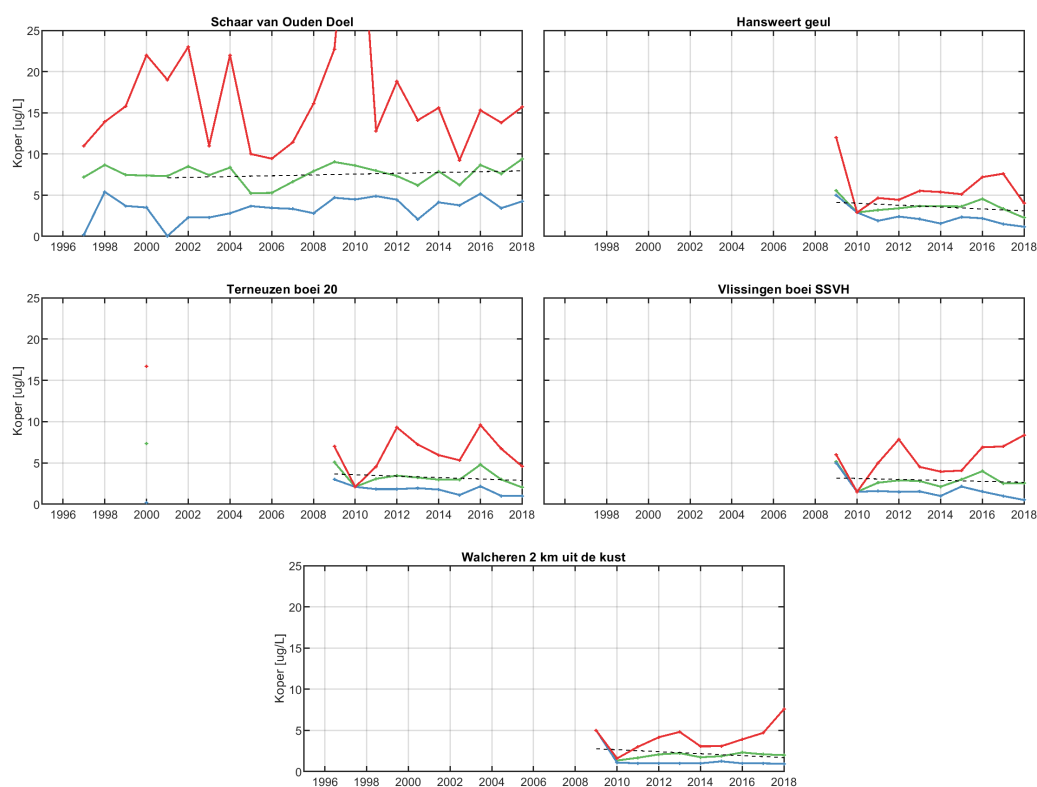 Schaar van Ouden Doel
Hansweert geul
25
20
15
10
5
0
Koper [ug/L]
1996 1998 2000 2002 2004 2006 2008 2010 2012 2014 2016 2018
1998 2000 2002 2004 2006 2008 2010 2012 2014 2016 2018
Terneuzen boei 20
Vlissingen boei SSVH
25
20
15
10
5
0
Koper [ug/L]
1996 1998 2000 2002 2004 2006 2008 2010 2012 2014 2016 2018
1998 2000 2002 2004 2006 2008 2010 2012 2014 2016 2018
Walcheren 2 km uit de kust
25
20
15
10
5
0
Koper [ug/L]
1996 1998 2000 2002 2004 2006 2008 2010 2012 2014 2016 2018